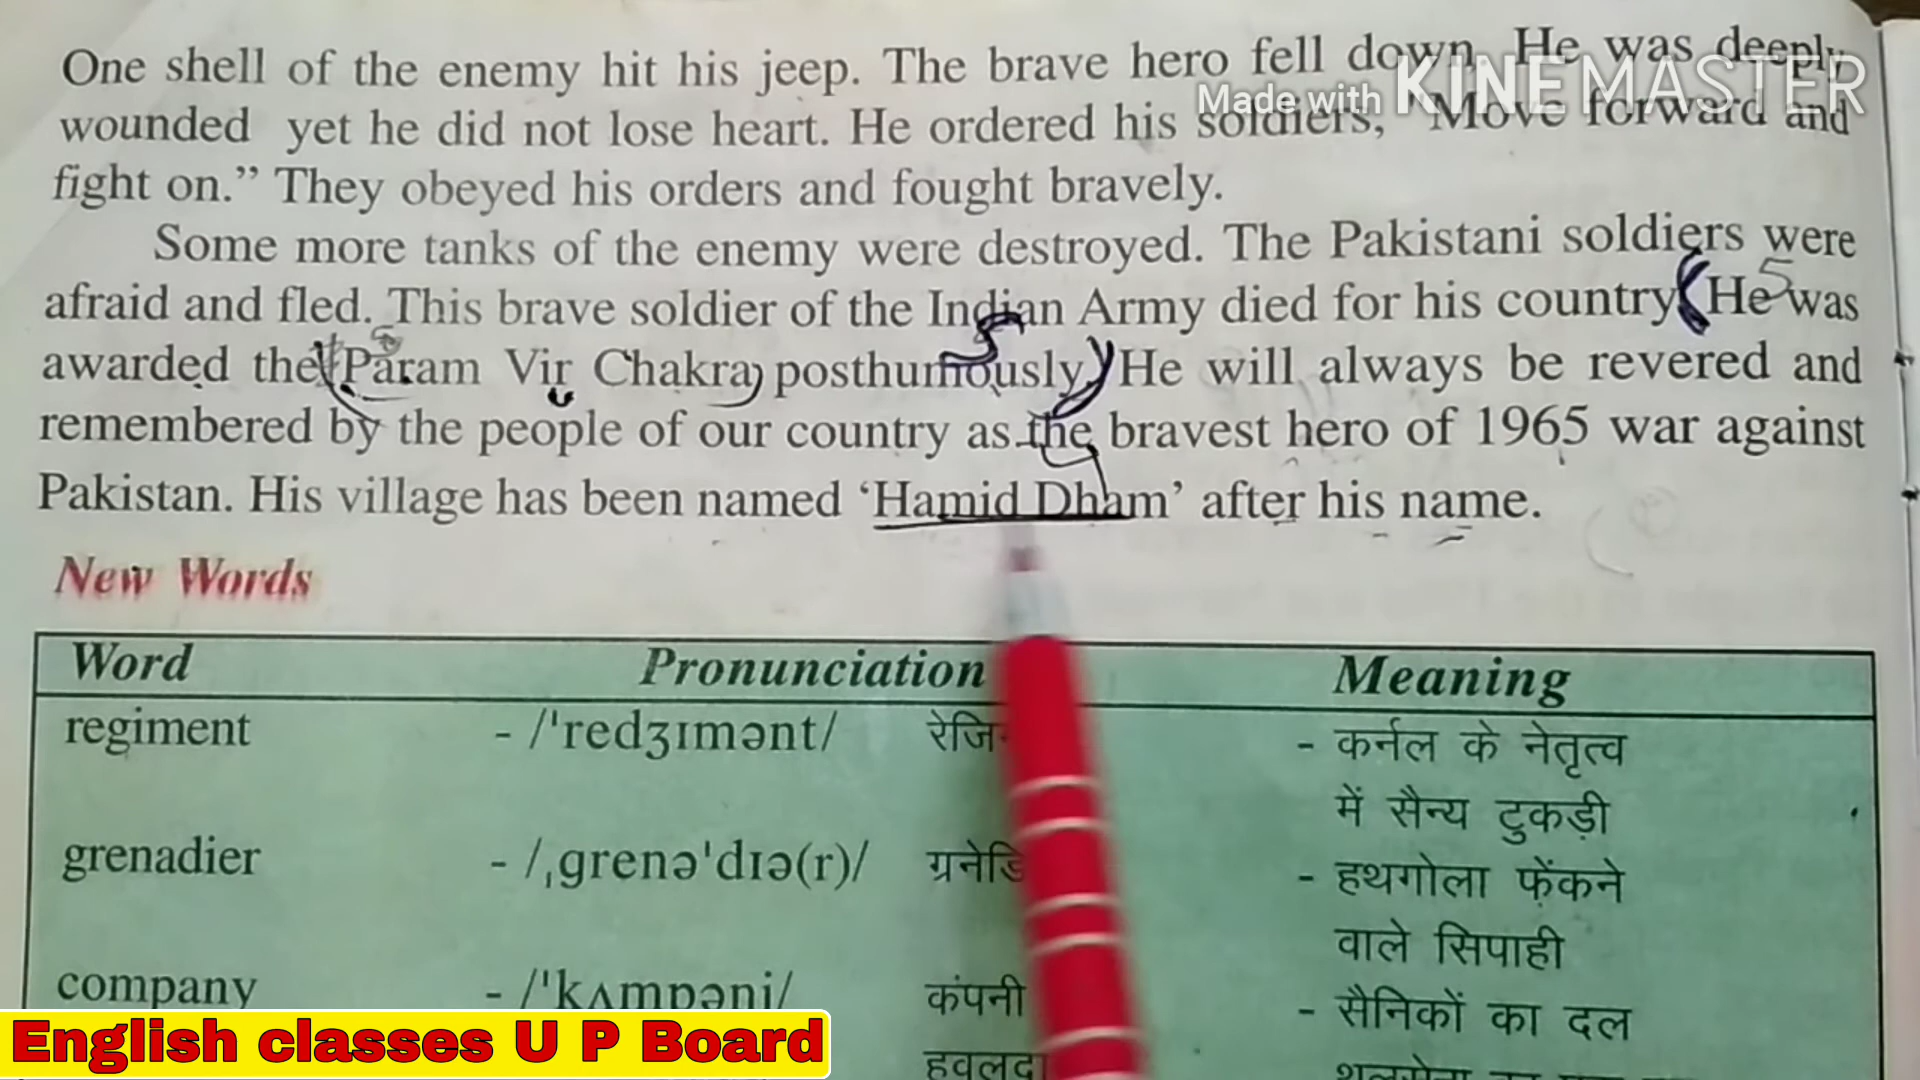 One shell of the enemy hit his jeep. The brave hero fell down. He was deeply
Made with KINEMASTER
wounded yet he did not lose heart. He ordered his soldiers, "Move forward and
fight on.” They obeyed his orders and fought bravely.
Some more tanks of the enemy were destroyed. The Pakistani soldiers were
afraid and fled. This brave soldier of the Indian Army died for his country. He was
awarded the Param Vir Chakra posthumously. He will always be revered and
remembered by the people of our country as the bravest hero of 1965 war against
Pakistan. His village has been named ‘Hamid Dham’ after his name.
New Words
Word Pronunciation Meaning
regiment - /ˈredʒɪmənt/ - कर्नल के नेतृत्व
में सैन्य टुकड़ी
grenadier - /ˌgrenəˈdɪə(r)/ - हथगोला फ़ेंकने
वाले सिपाही
company - /ˈkʌmpəni/ कंपनी - सैनिकों का दल
English classes U P Board